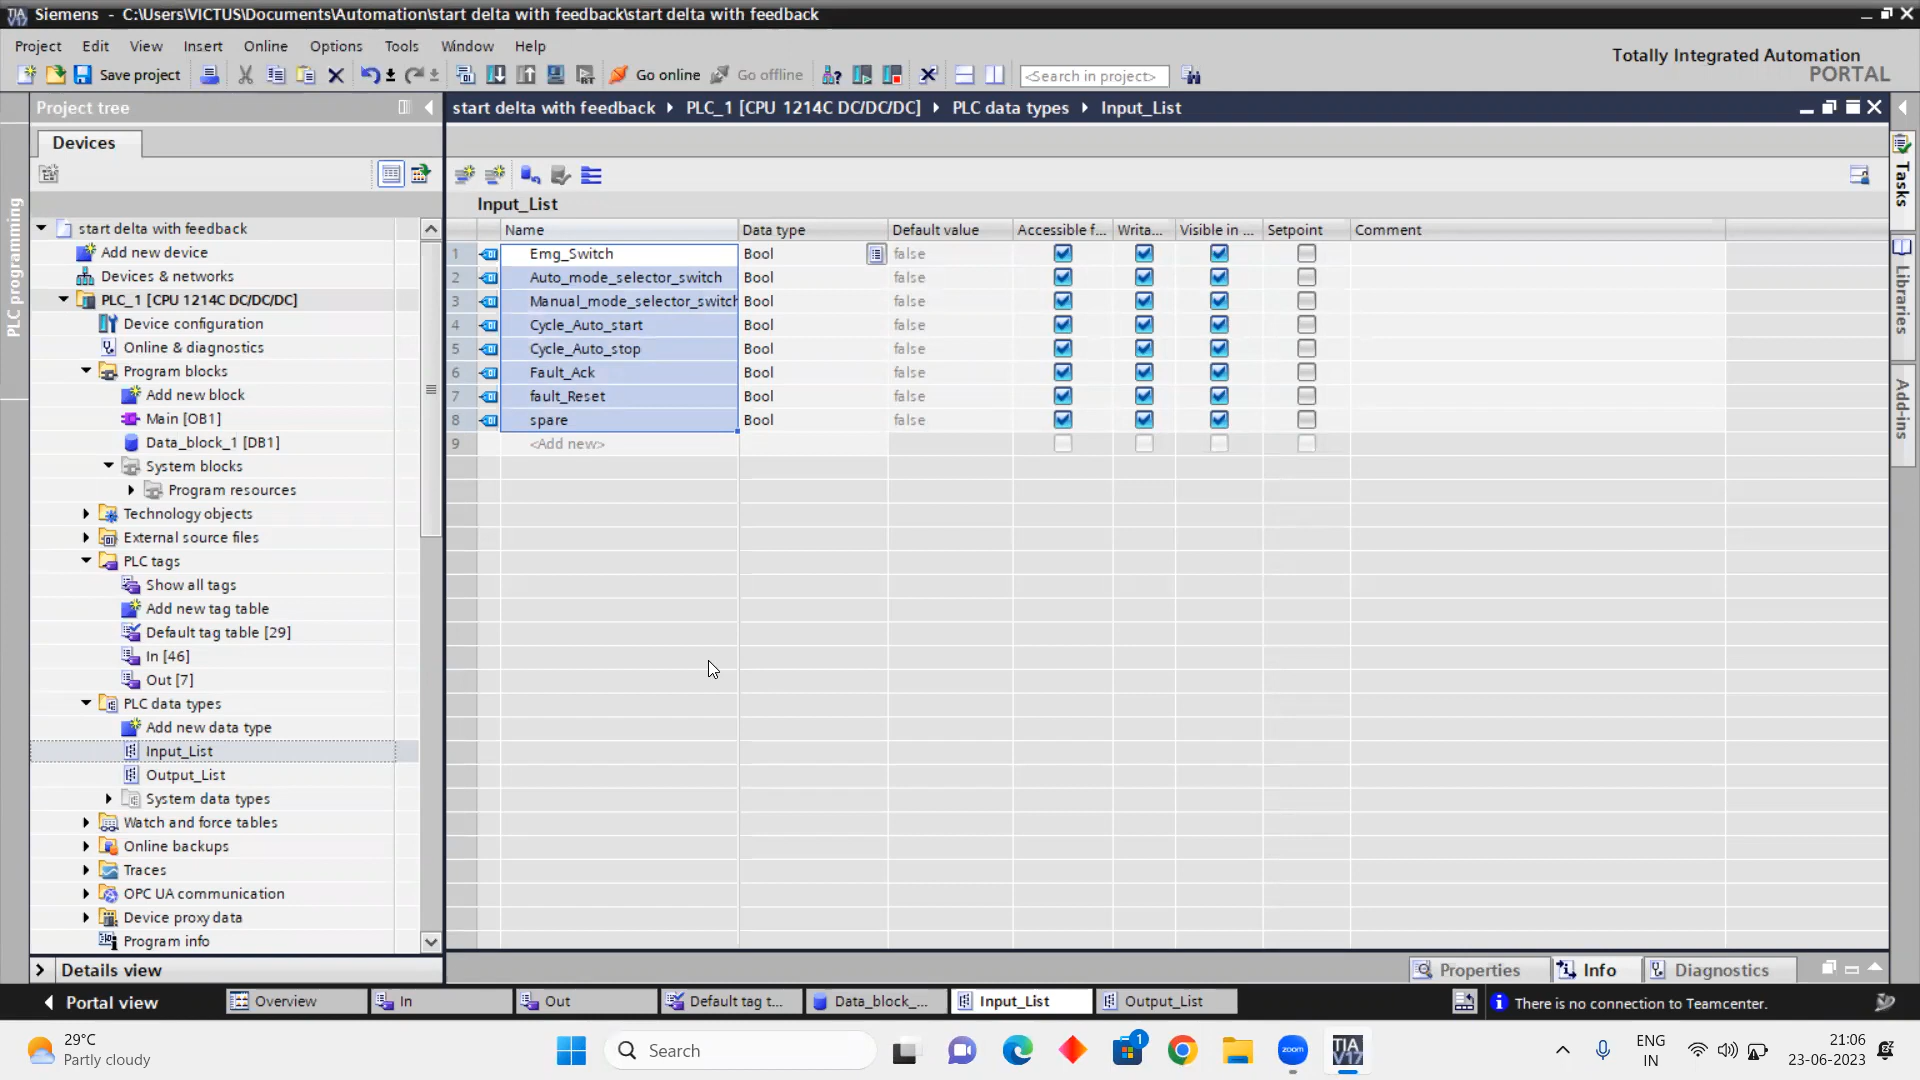 Siemens - C:\Users\VICTUS\Documents\Automation\start delta with feedback\start delta with feedback
Project Edit View Insert Online Options Tools Window Help
Totally Integrated Automation
PORTAL
Save project
Go online
Go offline
<Search in project>
Project tree
start delta with feedback
PLC_1 [CPU 1214C DC/DC/DC]
PLC data types
Input_List
Devices
PLC programming
Tasks
Libraries
Add-ins
start delta with feedback
Add new device
Devices & networks
PLC_1 [CPU 1214C DC/DC/DC]
Device configuration
Online & diagnostics
Program blocks
Add new block
Main [OB1]
Data_block_1 [DB1]
System blocks
Program resources
Technology objects
External source files
PLC tags
Show all tags
Add new tag table
Default tag table [29]
In [46]
Out [7]
PLC data types
Add new data type
Input_List
Output_List
System data types
Watch and force tables
Online backups
Traces
OPC UA communication
Device proxy data
Program info
Details view
Input_List
Name Data type Default value Accessible f... Writa... Visible in ... Setpoint Comment
1 Emg_Switch Bool false
2 Auto_mode_selector_switch Bool false
3 Manual_mode_selector_switch Bool false
4 Cycle_Auto_start Bool false
5 Cycle_Auto_stop Bool false
6 Fault_Ack Bool false
7 fault_Reset Bool false
8 spare Bool false
9 <Add new>
Properties
Info
Diagnostics
Portal view
Overview
In
Out
Default tag t...
Data_block_...
Input_List
Output_List
There is no connection to Teamcenter.
29°C
Partly cloudy
Search
1
zoom
TIA
V17
ENG
IN
21:06
23-06-2023